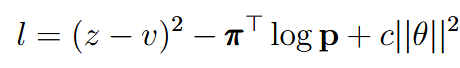 l = (z − v)² − π⊤ log p + c||θ||²